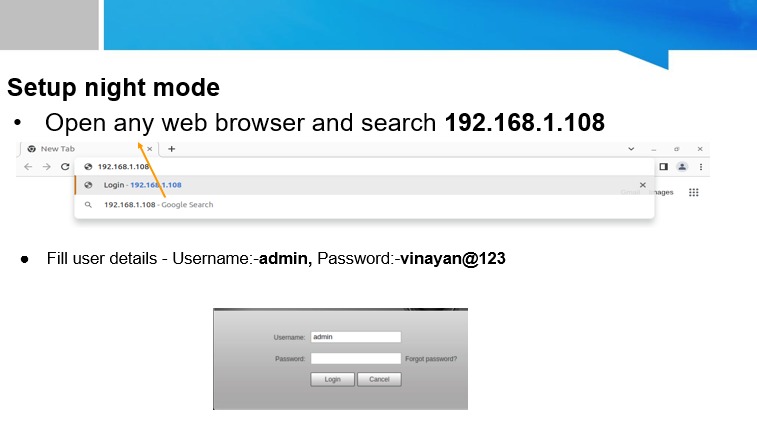 Setup night mode
• Open any web browser and search 192.168.1.108
New Tab
192.168.1.108
Login - 192.168.1.108
192.168.1.108 - Google Search
● Fill user details - Username:-admin, Password:-vinayan@123
Username: admin
Password: Forgot password?
Login Cancel